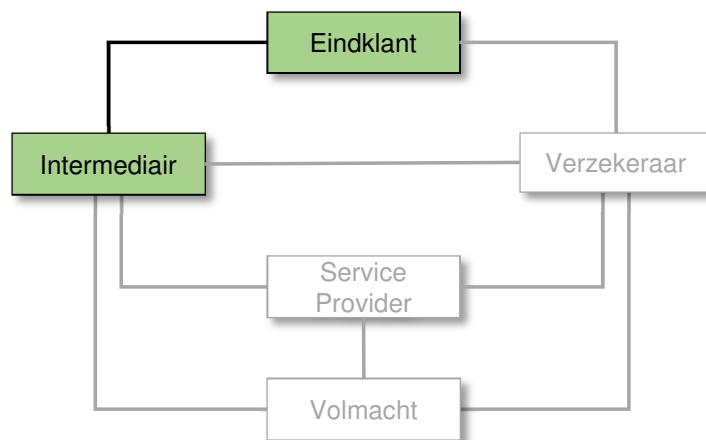 Eindklant
Intermediair
Verzekeraar
Service
Provider
Volmacht